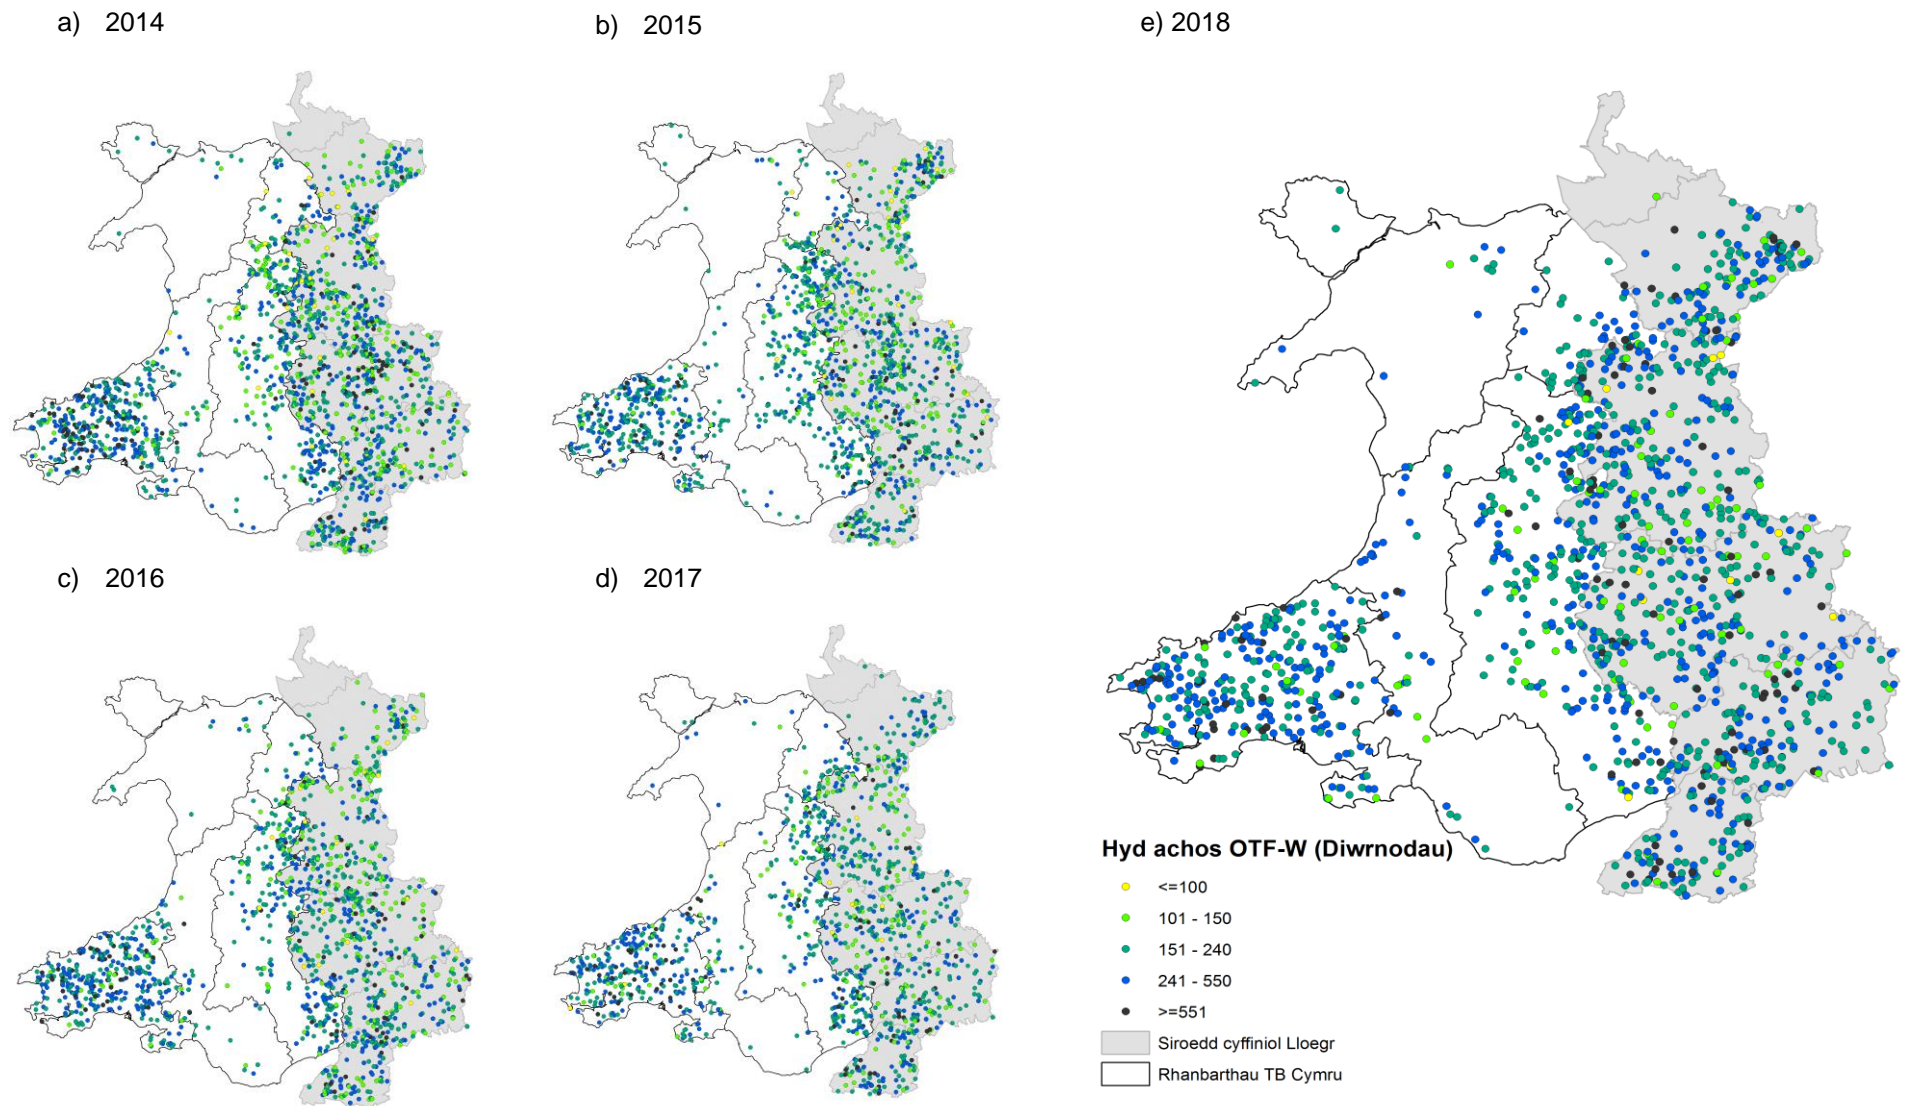 a) 2014
b) 2015
e) 2018
c) 2016
d) 2017
Hyd achos OTF-W (Diwrnodau)
<=100
101 - 150
151 - 240
241 - 550
>=551
Siroedd cyffiniol Lloegr
Rhanbarthau TB Cymru